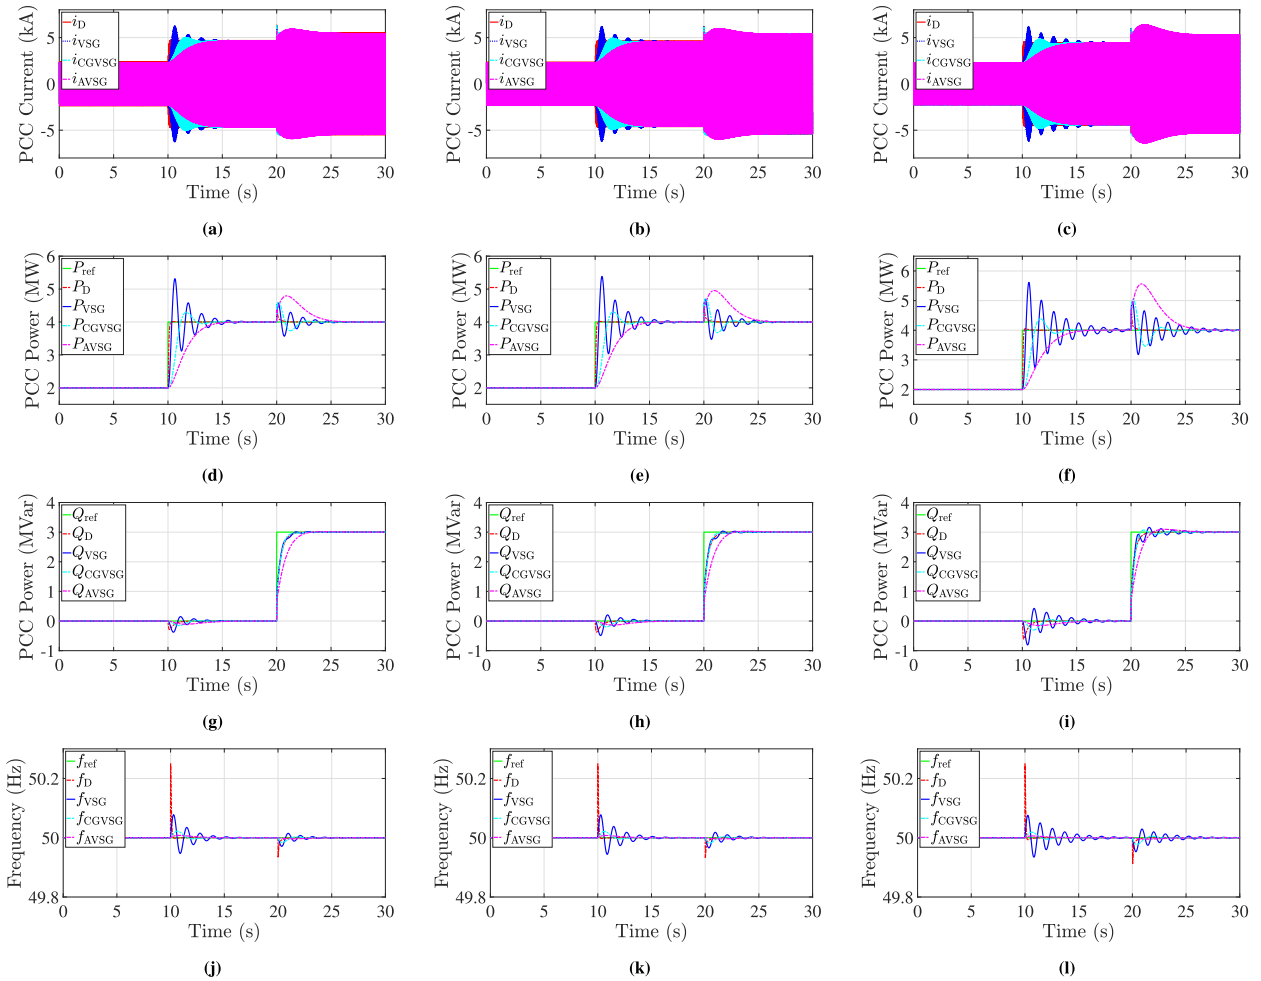 PCC Current (kA)
5
0
-5
i_D
i_VSG
i_CGVSG
i_AVSG
0 5 10 15 20 25 30
Time (s)
(a)
PCC Current (kA)
5
0
-5
i_D
i_VSG
i_CGVSG
i_AVSG
0 5 10 15 20 25 30
Time (s)
(b)
PCC Current (kA)
5
0
-5
i_D
i_VSG
i_CGVSG
i_AVSG
0 5 10 15 20 25 30
Time (s)
(c)
PCC Power (MW)
6
5
4
3
2
P_ref
P_D
P_VSG
P_CGVSG
P_AVSG
0 5 10 15 20 25 30
Time (s)
(d)
PCC Power (MW)
6
5
4
3
2
P_ref
P_D
P_VSG
P_CGVSG
P_AVSG
0 5 10 15 20 25 30
Time (s)
(e)
PCC Power (MW)
6
5
4
3
2
P_ref
P_D
P_VSG
P_CGVSG
P_AVSG
0 5 10 15 20 25 30
Time (s)
(f)
PCC Power (MVar)
4
3
2
1
0
-1
Q_ref
Q_D
Q_VSG
Q_CGVSG
Q_AVSG
0 5 10 15 20 25 30
Time (s)
(g)
PCC Power (MVar)
4
3
2
1
0
-1
Q_ref
Q_D
Q_VSG
Q_CGVSG
Q_AVSG
0 5 10 15 20 25 30
Time (s)
(h)
PCC Power (MVar)
4
3
2
1
0
-1
Q_ref
Q_D
Q_VSG
Q_CGVSG
Q_AVSG
0 5 10 15 20 25 30
Time (s)
(i)
Frequency (Hz)
50.2
50
49.8
f_ref
f_D
f_VSG
f_CGVSG
f_AVSG
0 5 10 15 20 25 30
Time (s)
(j)
Frequency (Hz)
50.2
50
49.8
f_ref
f_D
f_VSG
f_CGVSG
f_AVSG
0 5 10 15 20 25 30
Time (s)
(k)
Frequency (Hz)
50.2
50
49.8
f_ref
f_D
f_VSG
f_CGVSG
f_AVSG
0 5 10 15 20 25 30
Time (s)
(l)